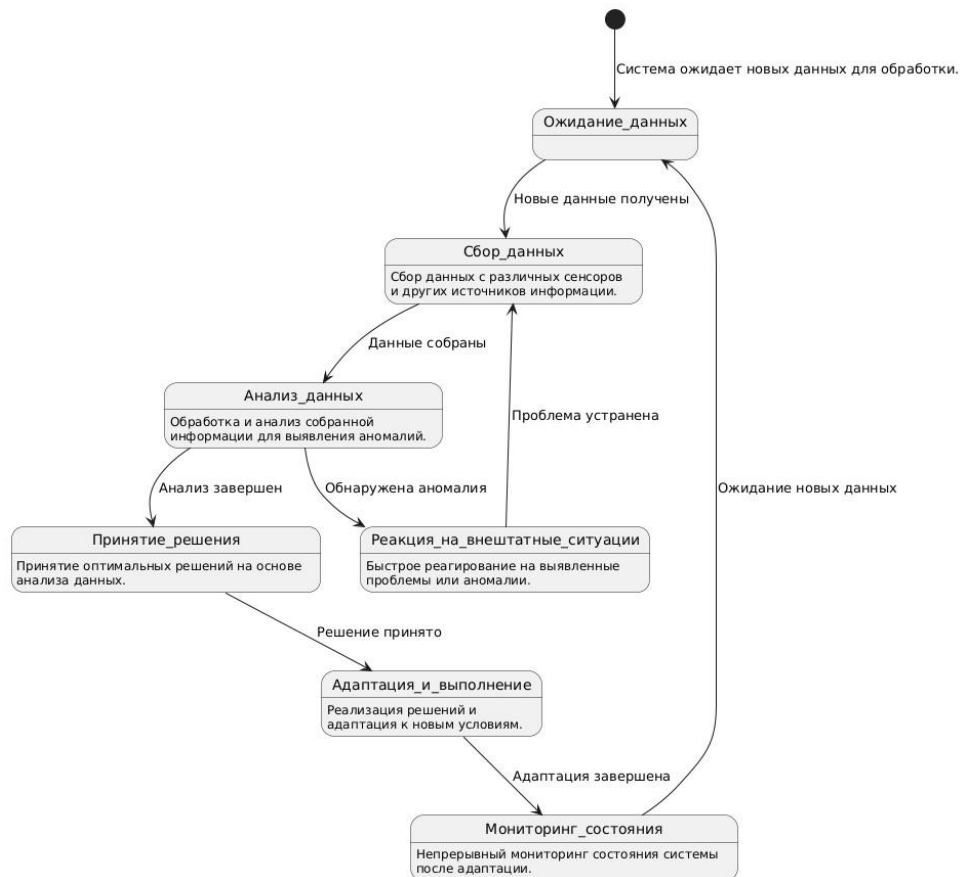 Система ожидает новых данных для обработки.
Ожидание_данных
Новые данные получены
Сбор_данных
Сбор данных с различных сенсоров
и других источников информации.
Данные собраны
Анализ_данных
Обработка и анализ собранной
информации для выявления аномалий.
Проблема устранена
Анализ завершен
Обнаружена аномалия
Ожидание новых данных
Принятие_решения
Принятие оптимальных решений на основе
анализа данных.
Реакция_на_внештатные_ситуации
Быстрое реагирование на выявленные
проблемы или аномалии.
Решение принято
Адаптация_и_выполнение
Реализация решений и
адаптация к новым условиям.
Адаптация завершена
Мониторинг_состояния
Непрерывный мониторинг состояния системы
после адаптации.